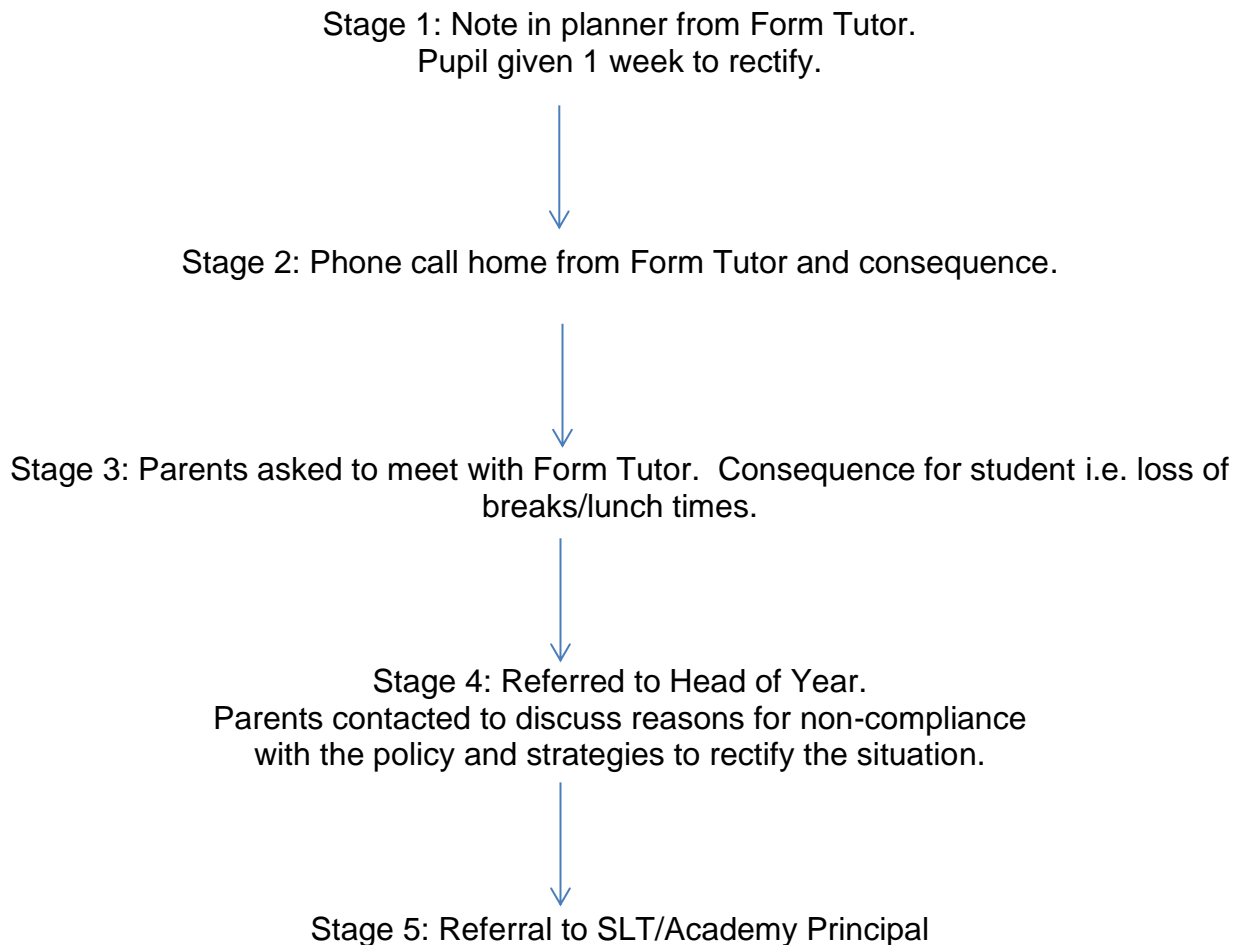 Stage 1: Note in planner from Form Tutor.
Pupil given 1 week to rectify.
Stage 2: Phone call home from Form Tutor and consequence.
Stage 3: Parents asked to meet with Form Tutor.  Consequence for student i.e. loss of
breaks/lunch times.
Stage 4: Referred to Head of Year.
Parents contacted to discuss reasons for non-compliance
with the policy and strategies to rectify the situation.
Stage 5: Referral to SLT/Academy Principal